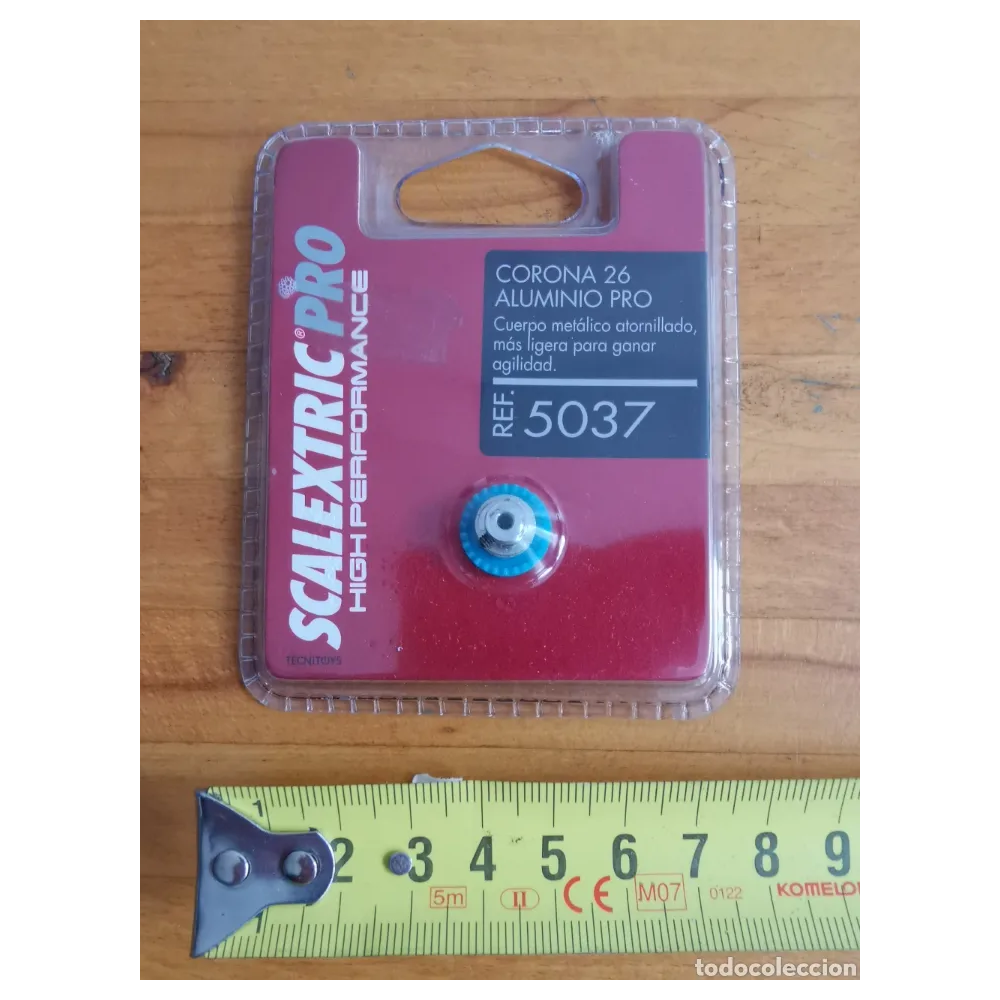 SCALEXTRIC® PRO
HIGH PERFORMANCE
TECNITOYS
CORONA 26
ALUMINIO PRO
Cuerpo metálico atornillado,
más ligera para ganar
agilidad.
REF. 5037
1 2 3 4 5 6 7 8 9
5m II CE M07 0122 KOMELO
1
todocoleccion